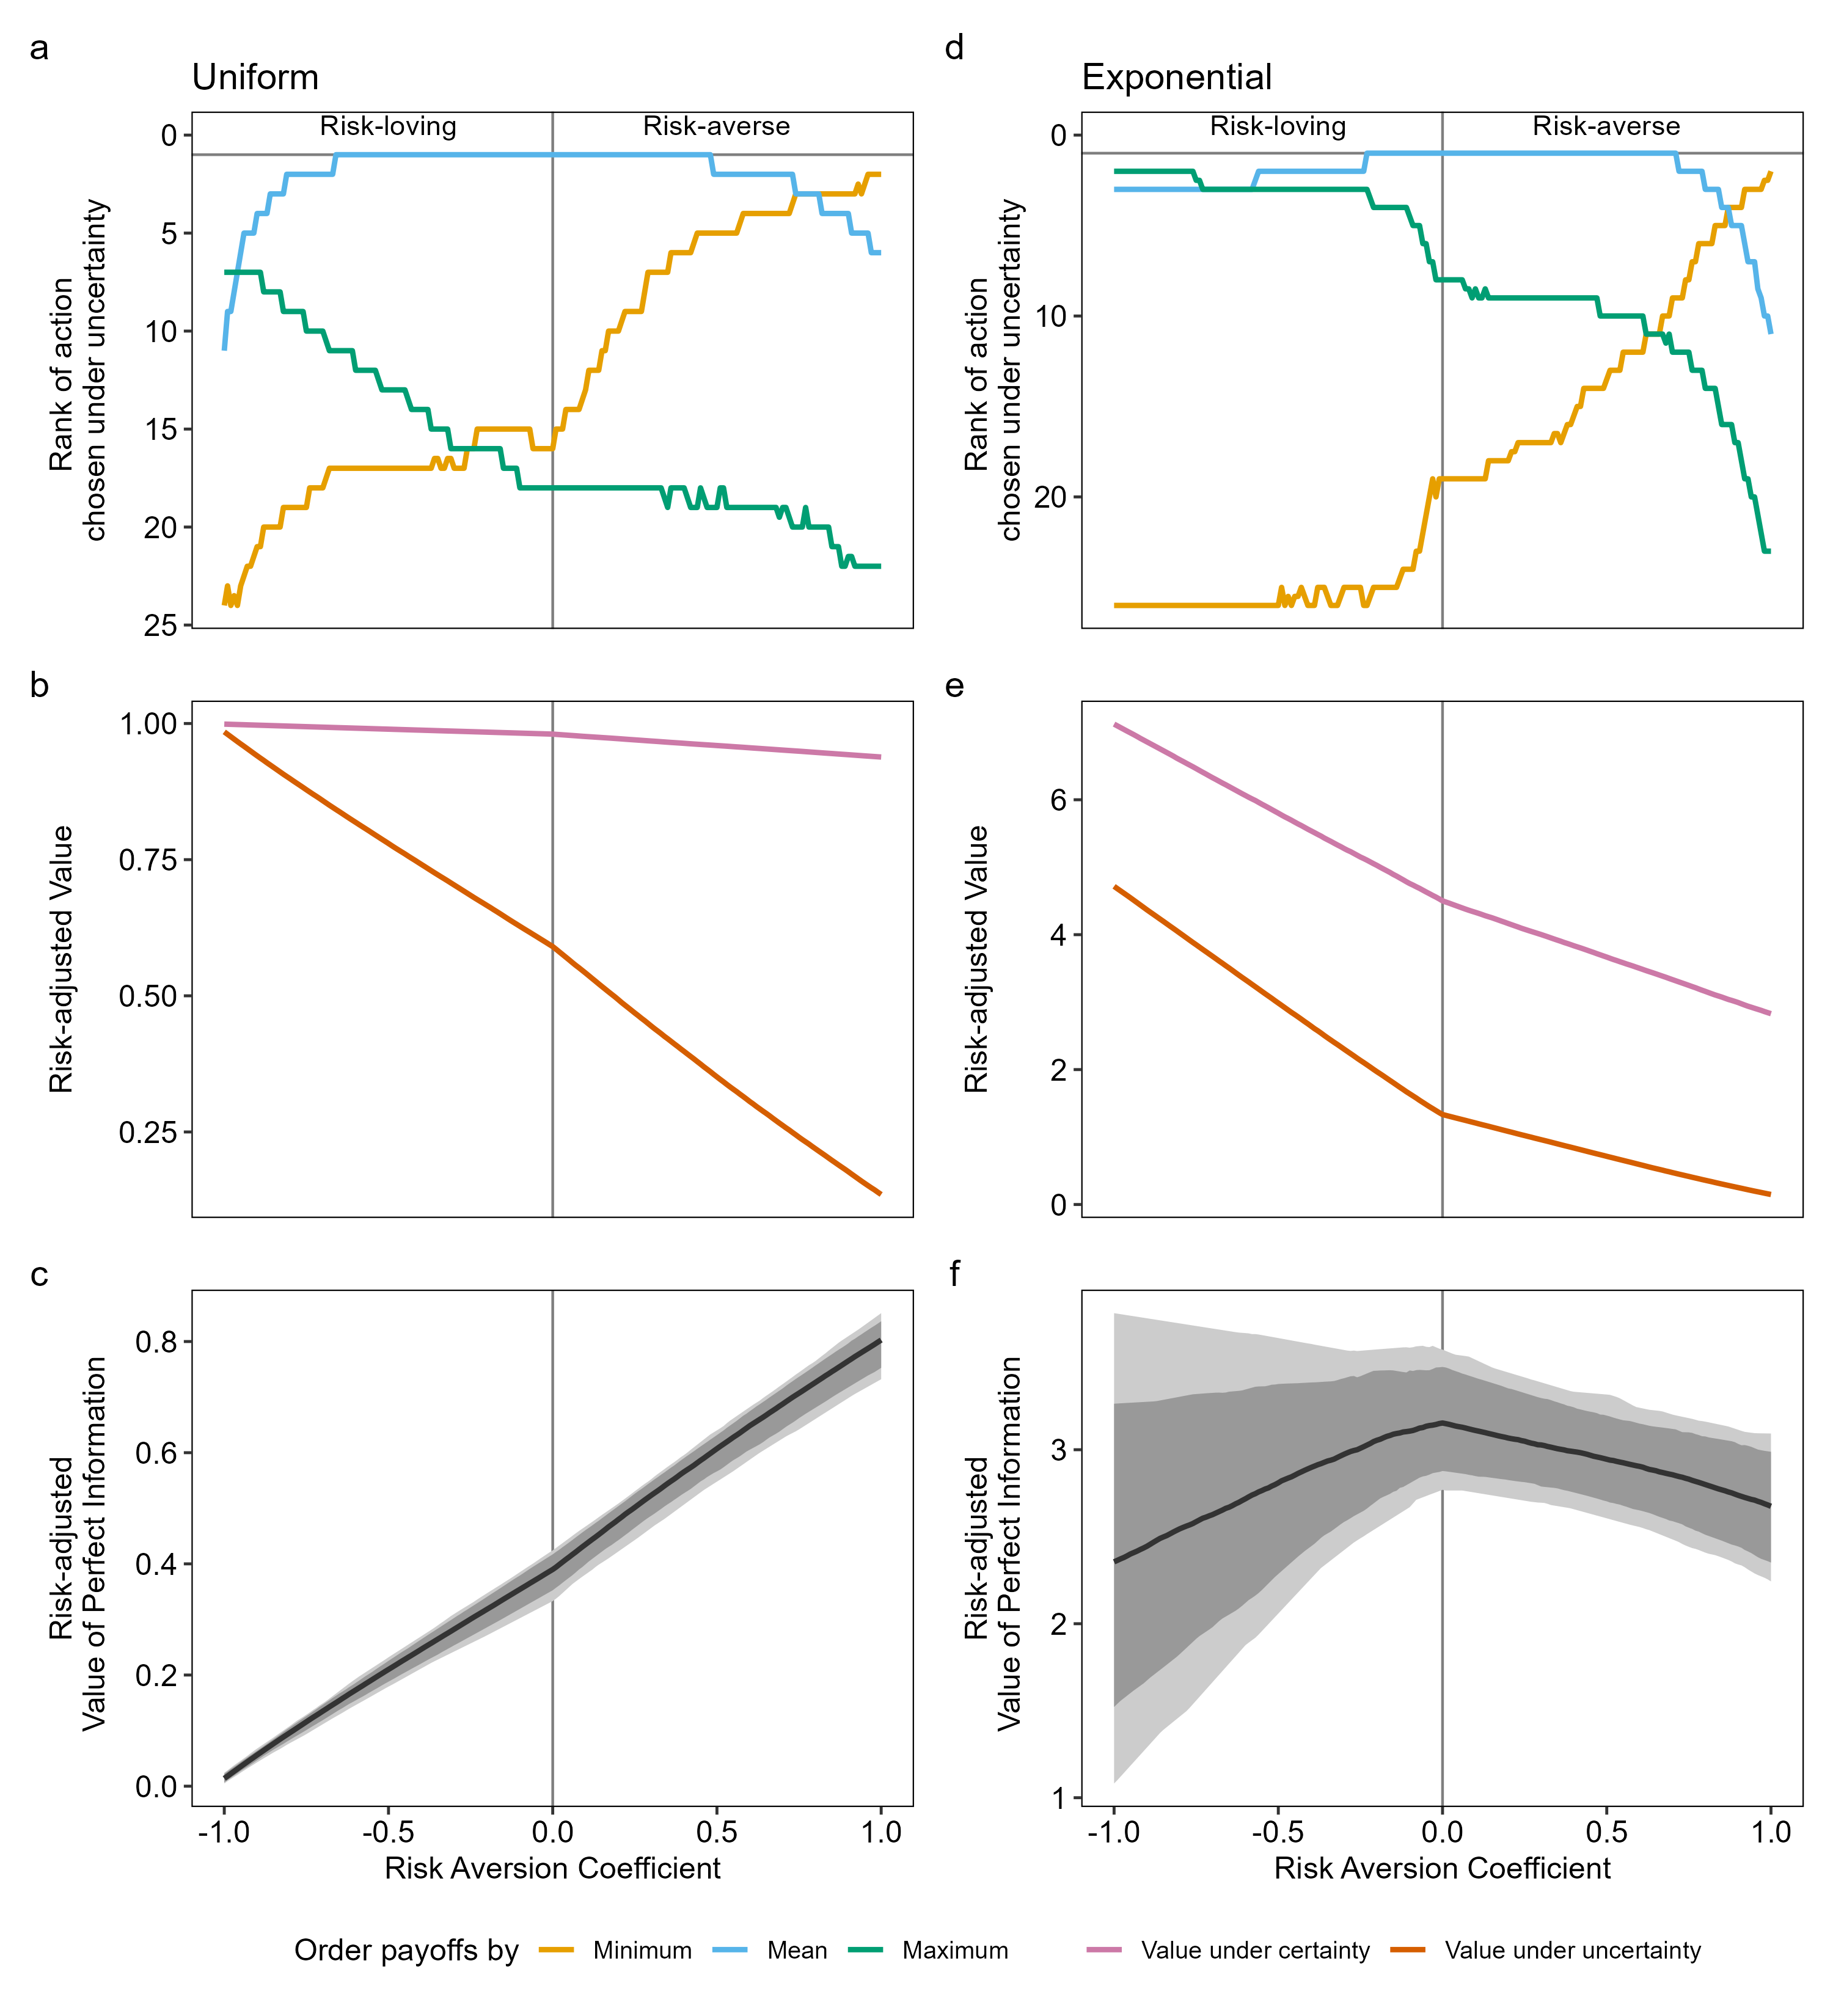 a
Uniform
Risk-loving
Risk-averse
0
5
10
15
20
25
Rank of action
chosen under uncertainty
d
Exponential
Risk-loving
Risk-averse
0
10
20
Rank of action
chosen under uncertainty
b
1.00
0.75
0.50
0.25
Risk-adjusted Value
e
6
4
2
0
Risk-adjusted Value
c
0.8
0.6
0.4
0.2
0.0
Risk-adjusted
Value of Perfect Information
-1.0 -0.5 0.0 0.5 1.0
Risk Aversion Coefficient
f
3
2
1
Risk-adjusted
Value of Perfect Information
-1.0 -0.5 0.0 0.5 1.0
Risk Aversion Coefficient
Order payoffs by Minimum Mean Maximum Value under certainty Value under uncertainty